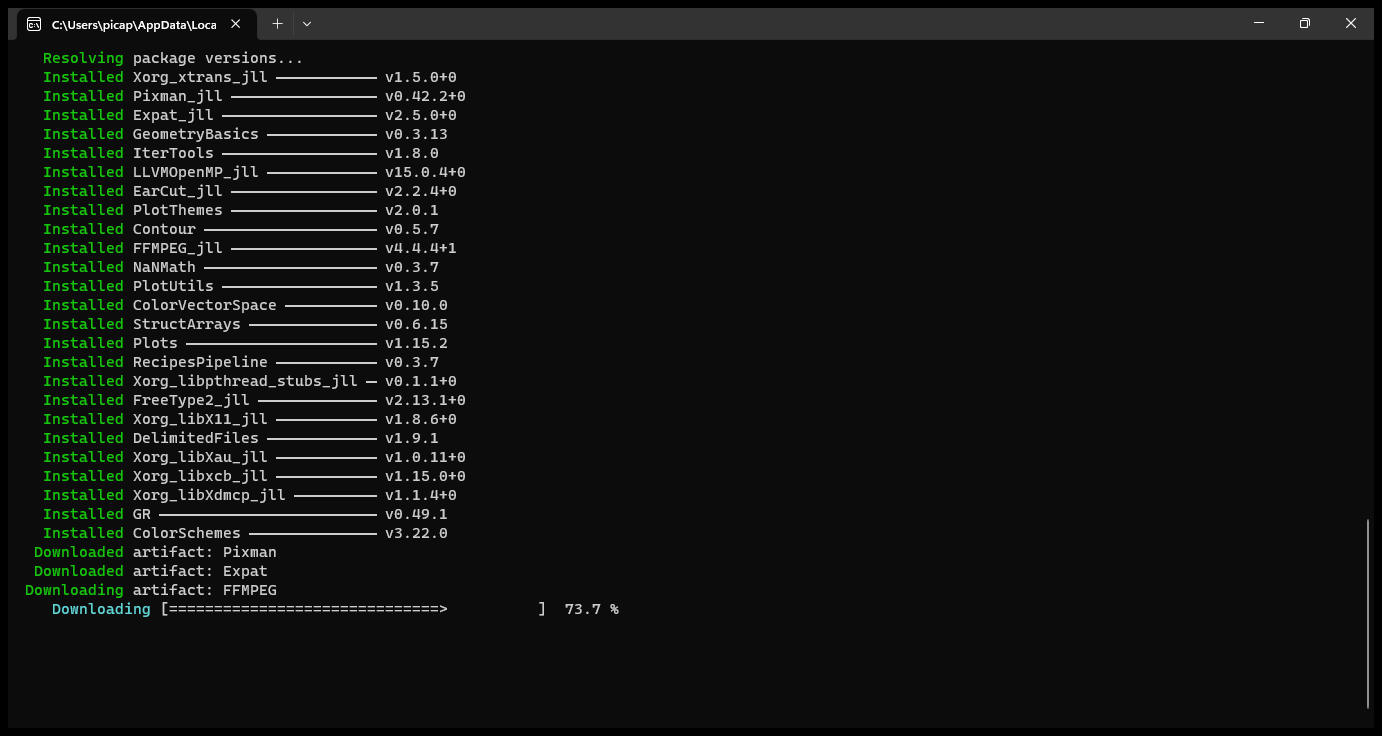 C:\Users\picap\AppData\Loca
Resolving package versions...
Installed Xorg_xtrans_jll ─────────── v1.5.0+0
Installed Pixman_jll ──────────────── v0.42.2+0
Installed Expat_jll ───────────────── v2.5.0+0
Installed GeometryBasics ──────────── v0.3.13
Installed IterTools ───────────────── v1.8.0
Installed LLVMOpenMP_jll ──────────── v15.0.4+0
Installed EarCut_jll ──────────────── v2.2.4+0
Installed PlotThemes ──────────────── v2.0.1
Installed Contour ─────────────────── v0.5.7
Installed FFMPEG_jll ──────────────── v4.4.4+1
Installed NaNMath ─────────────────── v0.3.7
Installed PlotUtils ───────────────── v1.3.5
Installed ColorVectorSpace ────────── v0.10.0
Installed StructArrays ────────────── v0.6.15
Installed Plots ───────────────────── v1.15.2
Installed RecipesPipeline ─────────── v0.3.7
Installed Xorg_libpthread_stubs_jll ─ v0.1.1+0
Installed FreeType2_jll ───────────── v2.13.1+0
Installed Xorg_libX11_jll ─────────── v1.8.6+0
Installed DelimitedFiles ──────────── v1.9.1
Installed Xorg_libXau_jll ─────────── v1.0.11+0
Installed Xorg_libxcb_jll ─────────── v1.15.0+0
Installed Xorg_libXdmcp_jll ───────── v1.1.4+0
Installed GR ──────────────────────── v0.49.1
Installed ColorSchemes ────────────── v3.22.0
Downloaded artifact: Pixman
Downloaded artifact: Expat
Downloading artifact: FFMPEG
Downloading [==============================>          ]  73.7 %